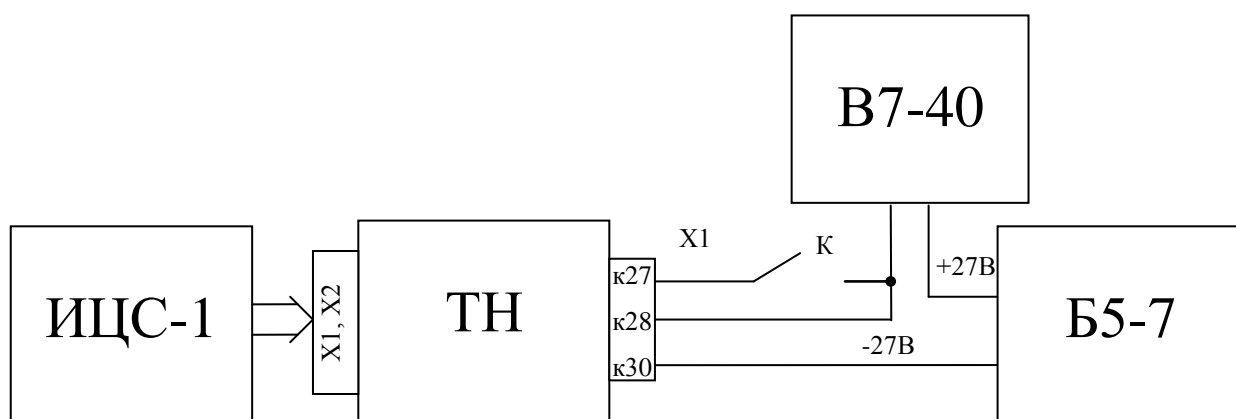 В7-40
Х1
К
+27В
ИЦС-1
Х1, Х2
ТН
к27
к28
к30
-27В
Б5-7